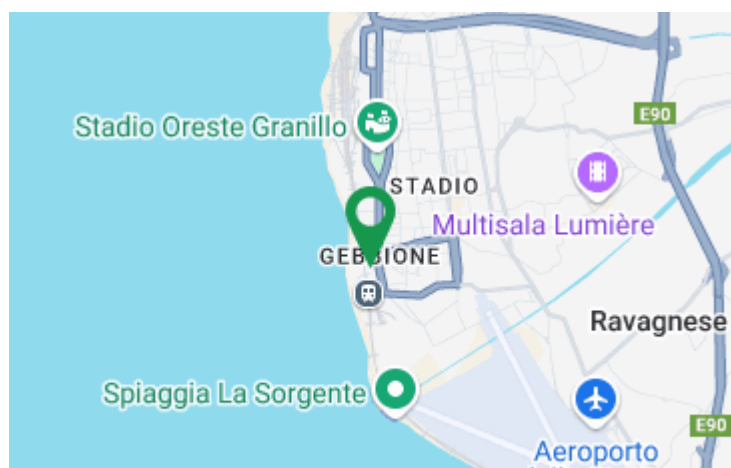 E90
Stadio Oreste Granillo
STADIO
Multisala Lumière
GEBBIONE
Ravagnese
Spiaggia La Sorgente
E90
Aeroporto